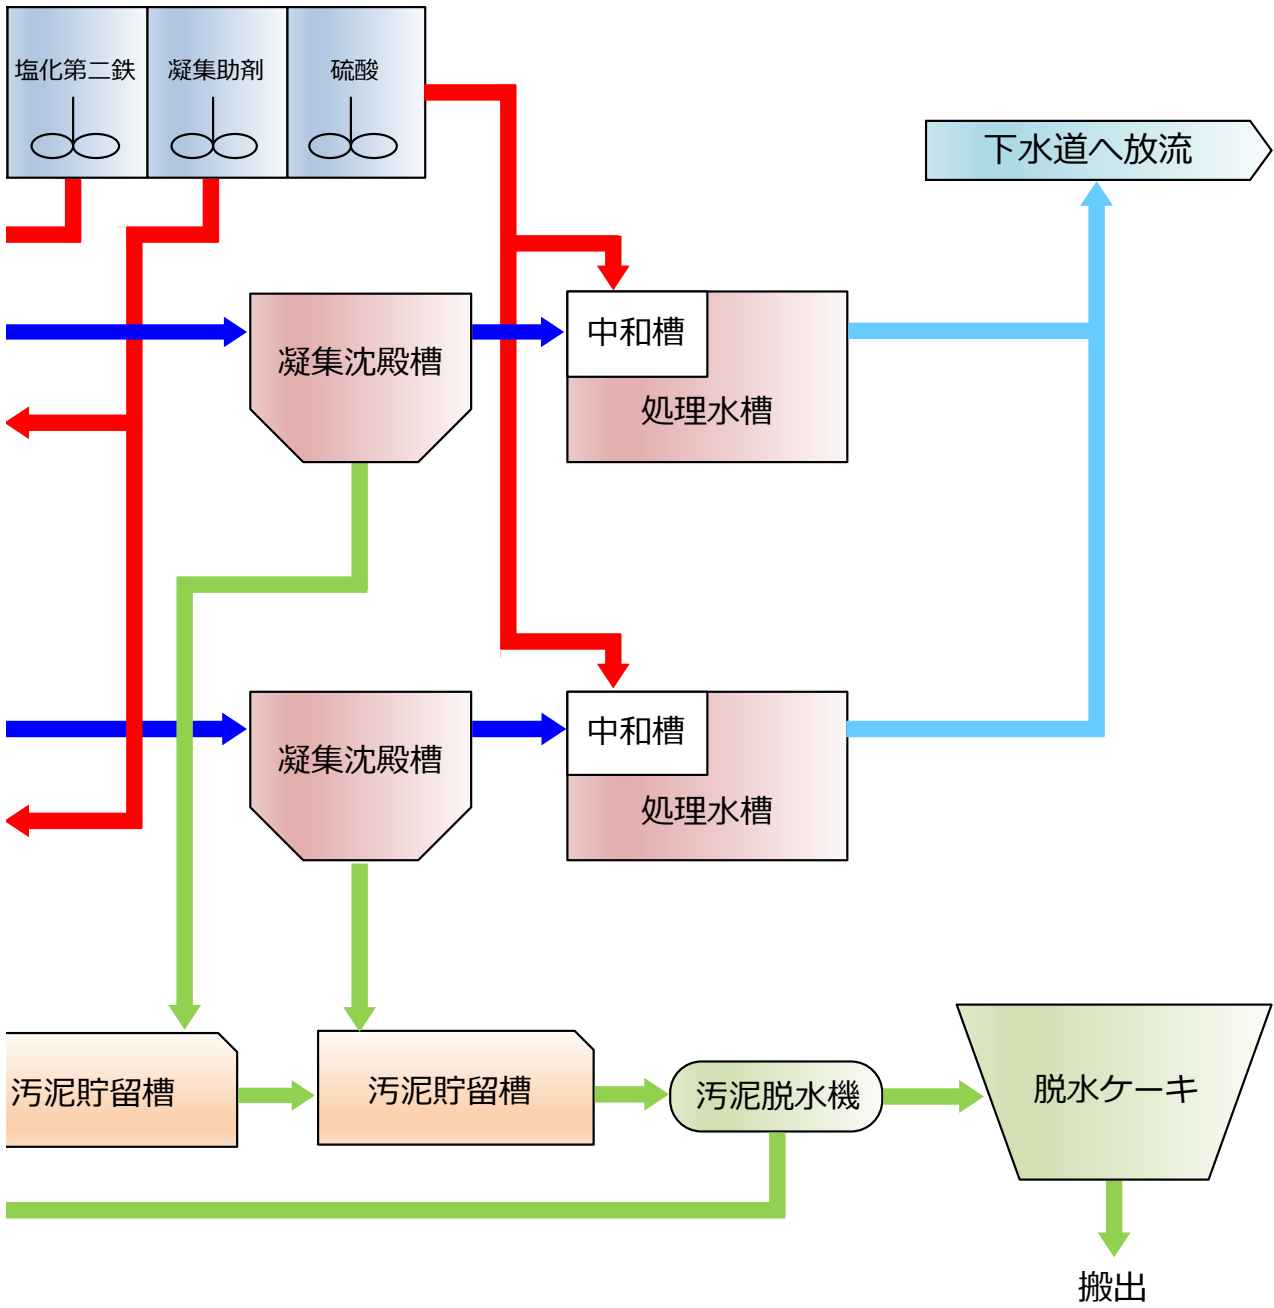 塩化第二鉄
凝集助剤
硫酸
下水道へ放流
凝集沈殿槽
中和槽
処理水槽
凝集沈殿槽
中和槽
処理水槽
汚泥貯留槽
汚泥貯留槽
汚泥脱水機
脱水ケーキ
搬出